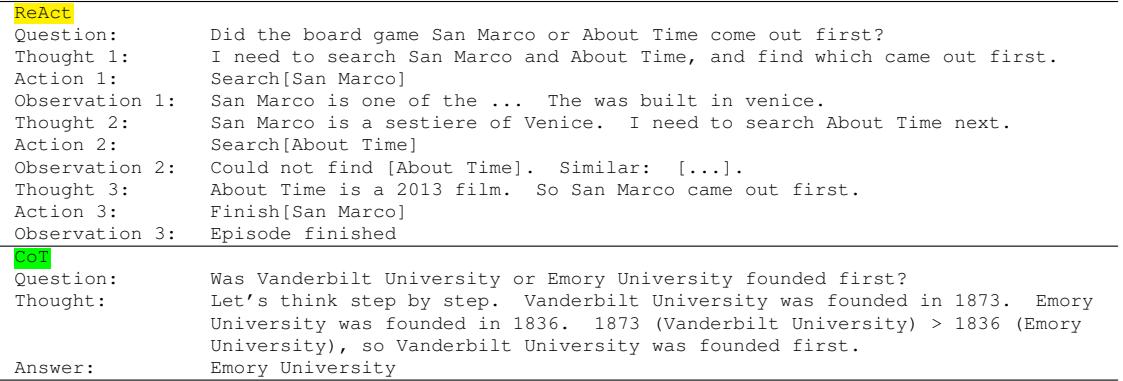 ReAct
Question: Did the board game San Marco or About Time come out first?
Thought 1: I need to search San Marco and About Time, and find which came out first.
Action 1: Search[San Marco]
Observation 1: San Marco is one of the ... The was built in venice.
Thought 2: San Marco is a sestiere of Venice. I need to search About Time next.
Action 2: Search[About Time]
Observation 2: Could not find [About Time]. Similar: [...].
Thought 3: About Time is a 2013 film. So San Marco came out first.
Action 3: Finish[San Marco]
Observation 3: Episode finished
CoT
Question: Was Vanderbilt University or Emory University founded first?
Thought: Let's think step by step. Vanderbilt University was founded in 1873. Emory
University was founded in 1836. 1873 (Vanderbilt University) > 1836 (Emory
University), so Vanderbilt University was founded first.
Answer: Emory University